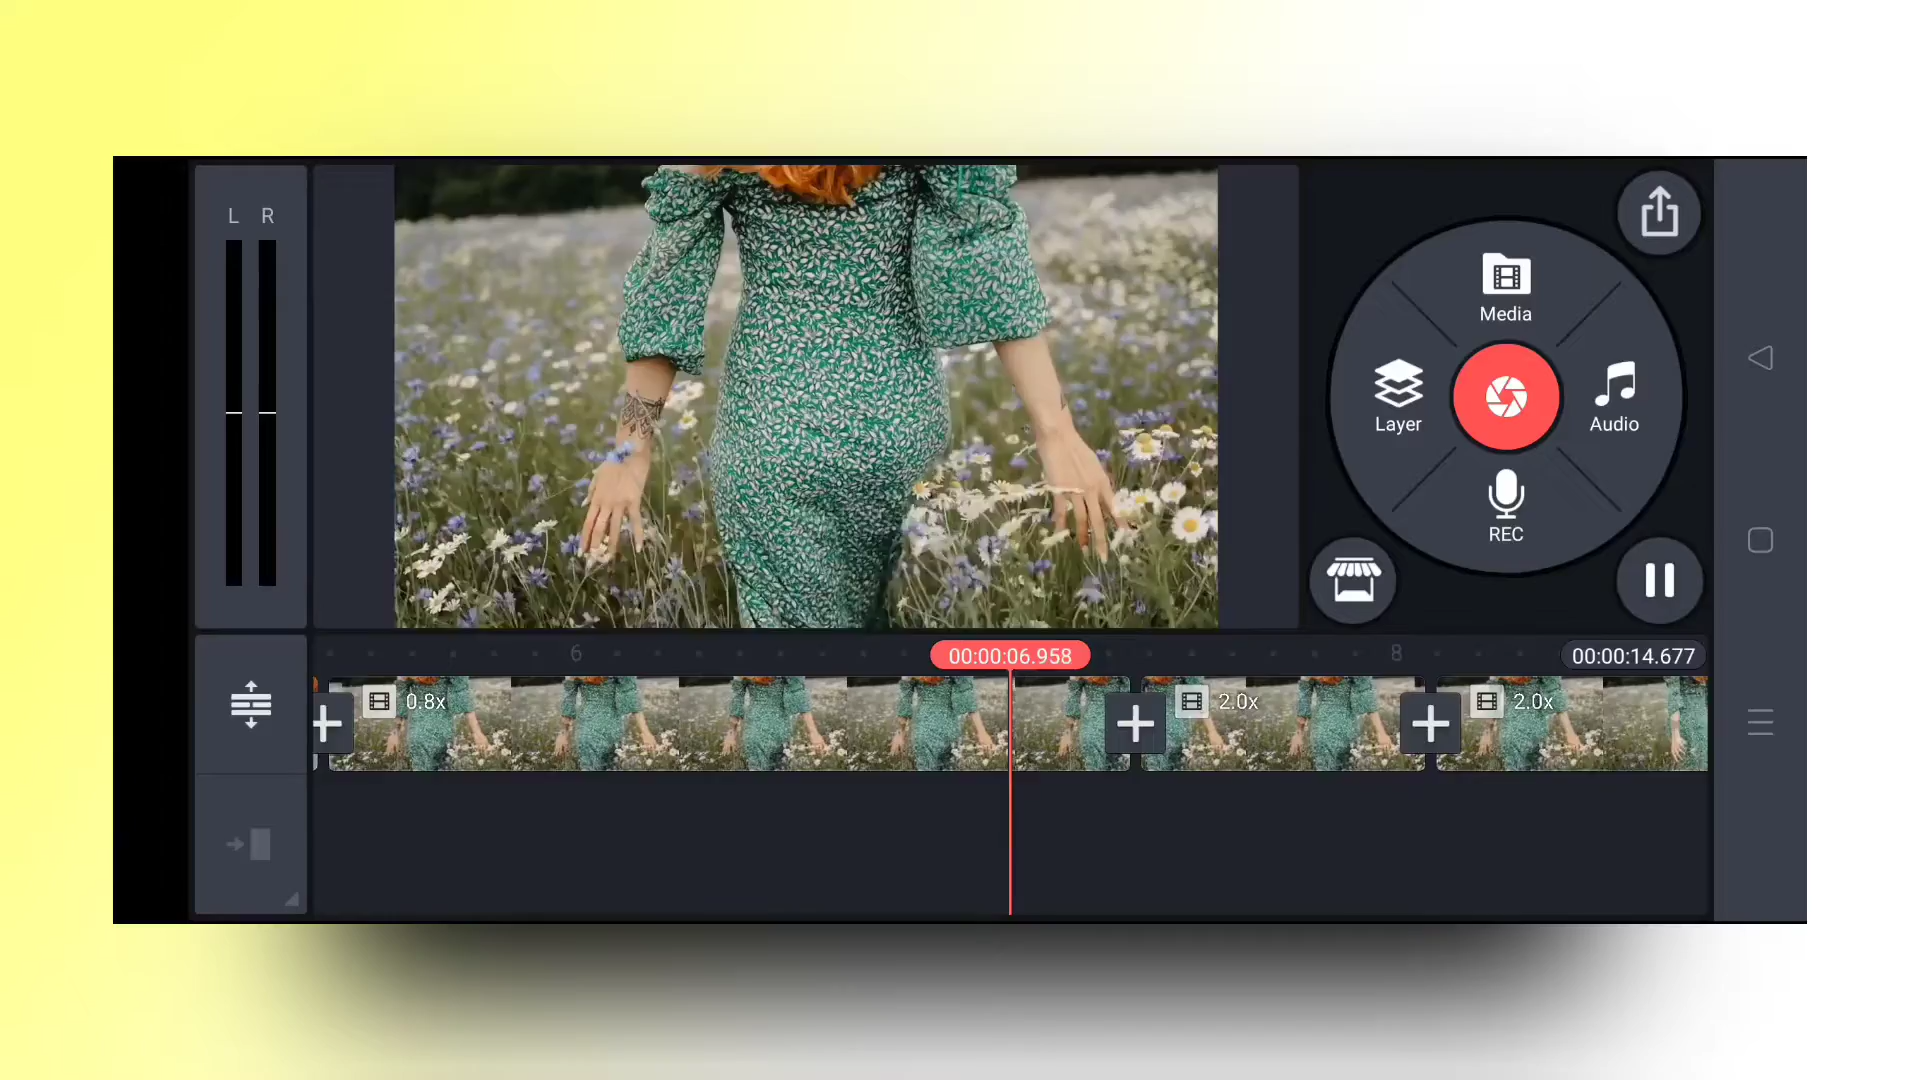 L R
Media
Layer
Audio
REC
6
00:00:06.958
8
00:00:14.677
0.8x
2.0x
2.0x